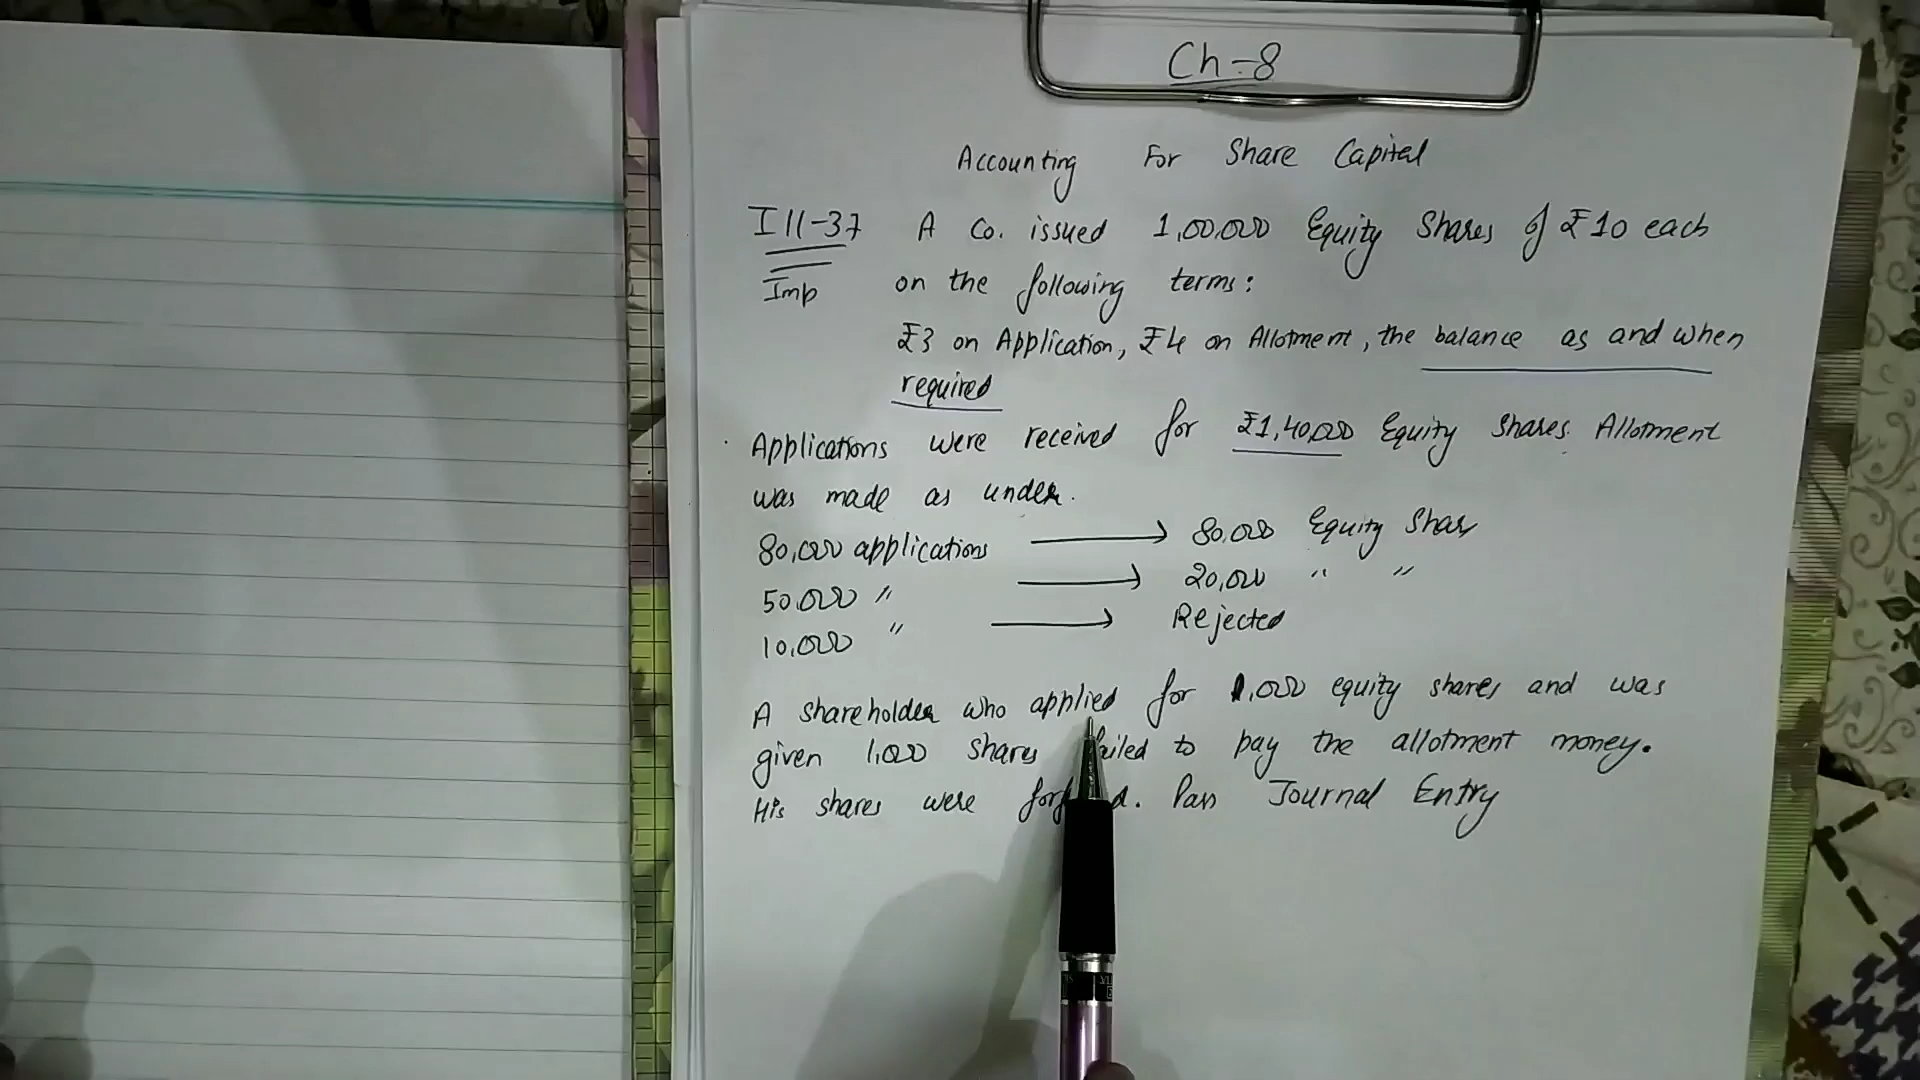 Ch-8
Accounting For Share Capital
Ill-37 A Co. issued 1,00,000 Equity Shares of ₹10 each
Imp on the following terms:
₹3 on Application, ₹4 on Allotment, the balance as and when
required
Applications were received for ₹1,40,000 Equity Shares. Allotment
was made as under.
80,000 applications → 80,000 Equity Shar
50,000 " → 20,000 " "
10,000 " → Rejected
A shareholder who applied for 1,000 equity shares and was
given 1,000 shares failed to pay the allotment money.
His shares were Pass Journal Entry